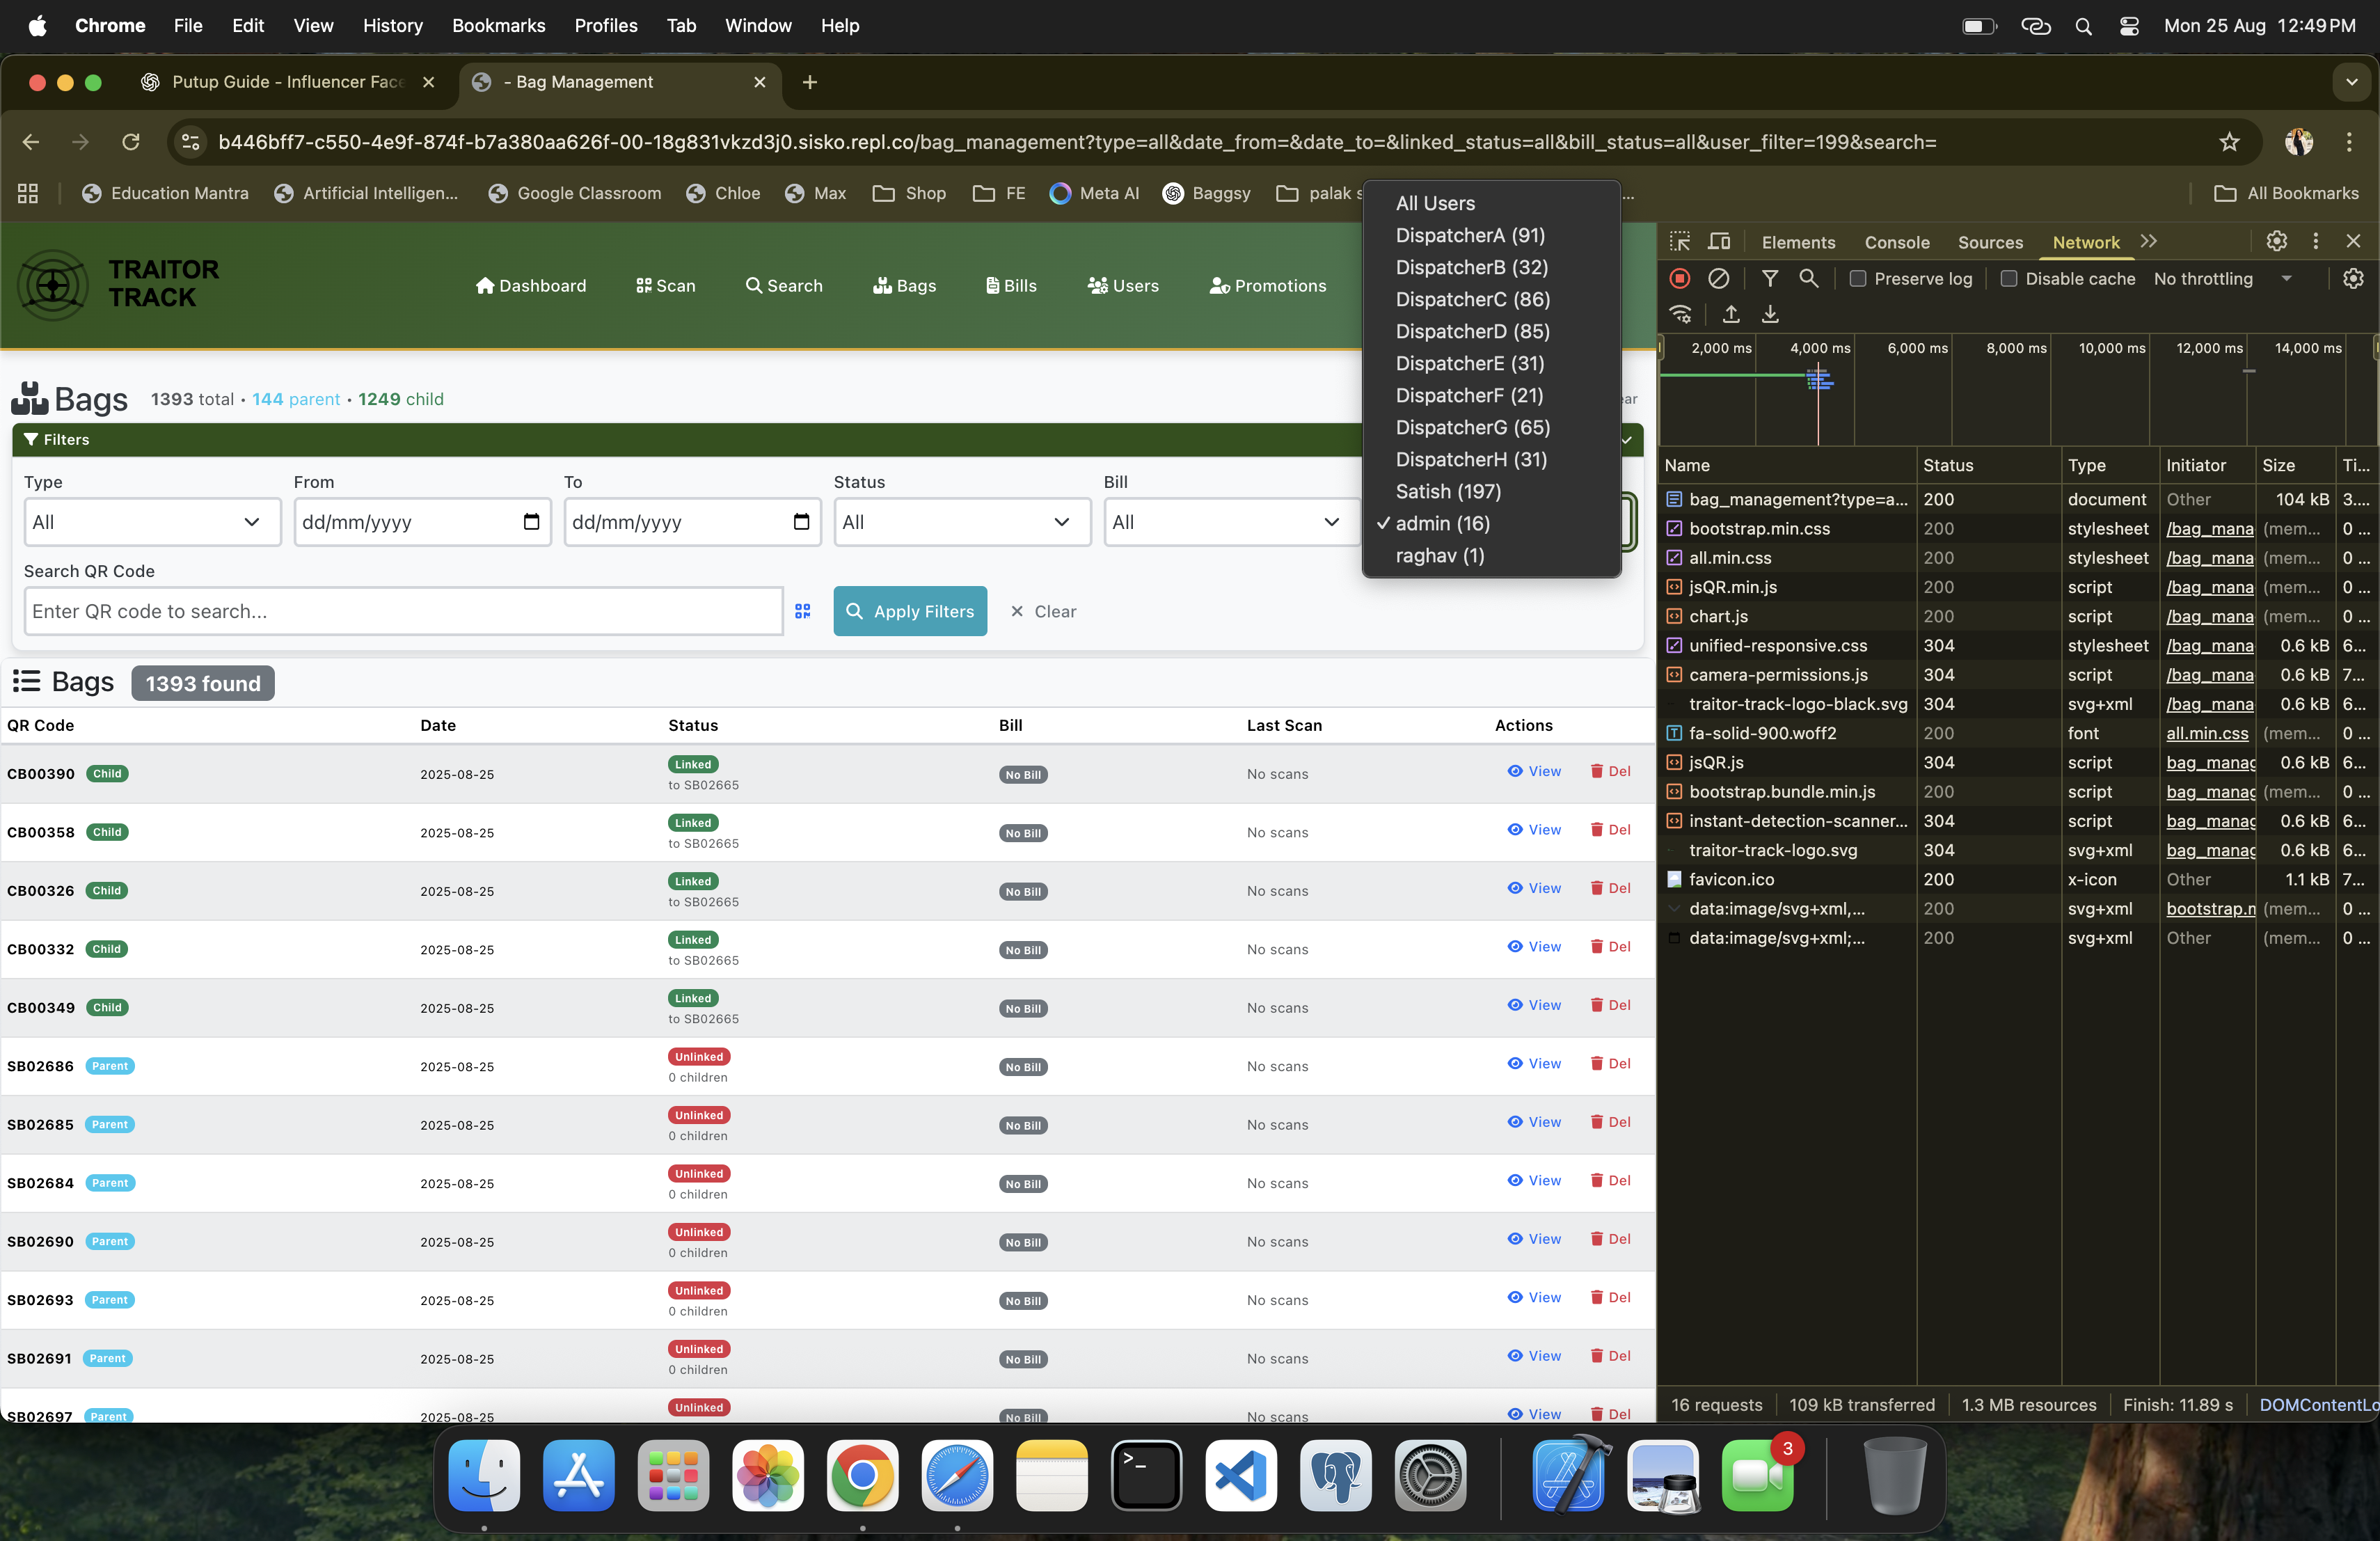 Chrome File Edit View History Bookmarks Profiles Tab Window Help Mon 25 Aug 12:49 PM
Putup Guide - Influencer Face - Bag Management
b446bff7-c550-4e9f-874f-b7a380aa626f-00-18g831vkzd3j0.sisko.repl.co/bag_management?type=all&date_from=&date_to=&linked_status=all&bill_status=all&user_filter=199&search=
Education Mantra Artificial Intelligen... Google Classroom Chloe Max Shop FE Meta AI Baggsy palak s ... All Bookmarks
TRAITOR
TRACK
Dashboard Scan Search Bags Bills Users Promotions
All Users
DispatcherA (91)
DispatcherB (32)
DispatcherC (86)
DispatcherD (85)
DispatcherE (31)
DispatcherF (21)
DispatcherG (65)
DispatcherH (31)
Satish (197)
✓ admin (16)
raghav (1)
Bags 1393 total • 144 parent • 1249 child
Filters
Type From To Status Bill
All dd/mm/yyyy dd/mm/yyyy All All
Search QR Code
Enter QR code to search... Apply Filters × Clear
Bags 1393 found
QR Code Date Status Bill Last Scan Actions
CB00390 Child 2025-08-25 Linked to SB02665 No Bill No scans View Del
CB00358 Child 2025-08-25 Linked to SB02665 No Bill No scans View Del
CB00326 Child 2025-08-25 Linked to SB02665 No Bill No scans View Del
CB00332 Child 2025-08-25 Linked to SB02665 No Bill No scans View Del
CB00349 Child 2025-08-25 Linked to SB02665 No Bill No scans View Del
SB02686 Parent 2025-08-25 Unlinked 0 children No Bill No scans View Del
SB02685 Parent 2025-08-25 Unlinked 0 children No Bill No scans View Del
SB02684 Parent 2025-08-25 Unlinked 0 children No Bill No scans View Del
SB02690 Parent 2025-08-25 Unlinked 0 children No Bill No scans View Del
SB02693 Parent 2025-08-25 Unlinked 0 children No Bill No scans View Del
SB02691 Parent 2025-08-25 Unlinked 0 children No Bill No scans View Del
SB02697 Parent 2025-08-25 Unlinked No Bill No scans View Del
Elements Console Sources Network
Preserve log Disable cache No throttling
2,000 ms 4,000 ms 6,000 ms 8,000 ms 10,000 ms 12,000 ms 14,000 ms
Name Status Type Initiator Size Ti...
bag_management?type=a... 200 document Other 104 kB 3....
bootstrap.min.css 200 stylesheet /bag_mana (mem... 0 ...
all.min.css 200 stylesheet /bag_mana (mem... 0 ...
jsQR.min.js 200 script /bag_mana (mem... 0 ...
chart.js 200 script /bag_mana (mem... 0 ...
unified-responsive.css 304 stylesheet /bag_mana 0.6 kB 6...
camera-permissions.js 304 script /bag_mana 0.6 kB 7...
traitor-track-logo-black.svg 304 svg+xml /bag_mana 0.6 kB 6...
fa-solid-900.woff2 200 font all.min.css (mem... 0 ...
jsQR.js 304 script bag_manag 0.6 kB 6...
bootstrap.bundle.min.js 200 script bag_manag (mem... 0 ...
instant-detection-scanner... 304 script bag_manag 0.6 kB 6...
traitor-track-logo.svg 304 svg+xml bag_manag 0.6 kB 6...
favicon.ico 200 x-icon Other 1.1 kB 7...
data:image/svg+xml,... 200 svg+xml bootstrap.m (mem... 0 ...
data:image/svg+xml;... 200 svg+xml Other (mem... 0 ...
16 requests 109 kB transferred 1.3 MB resources Finish: 11.89 s DOMContentLo
3